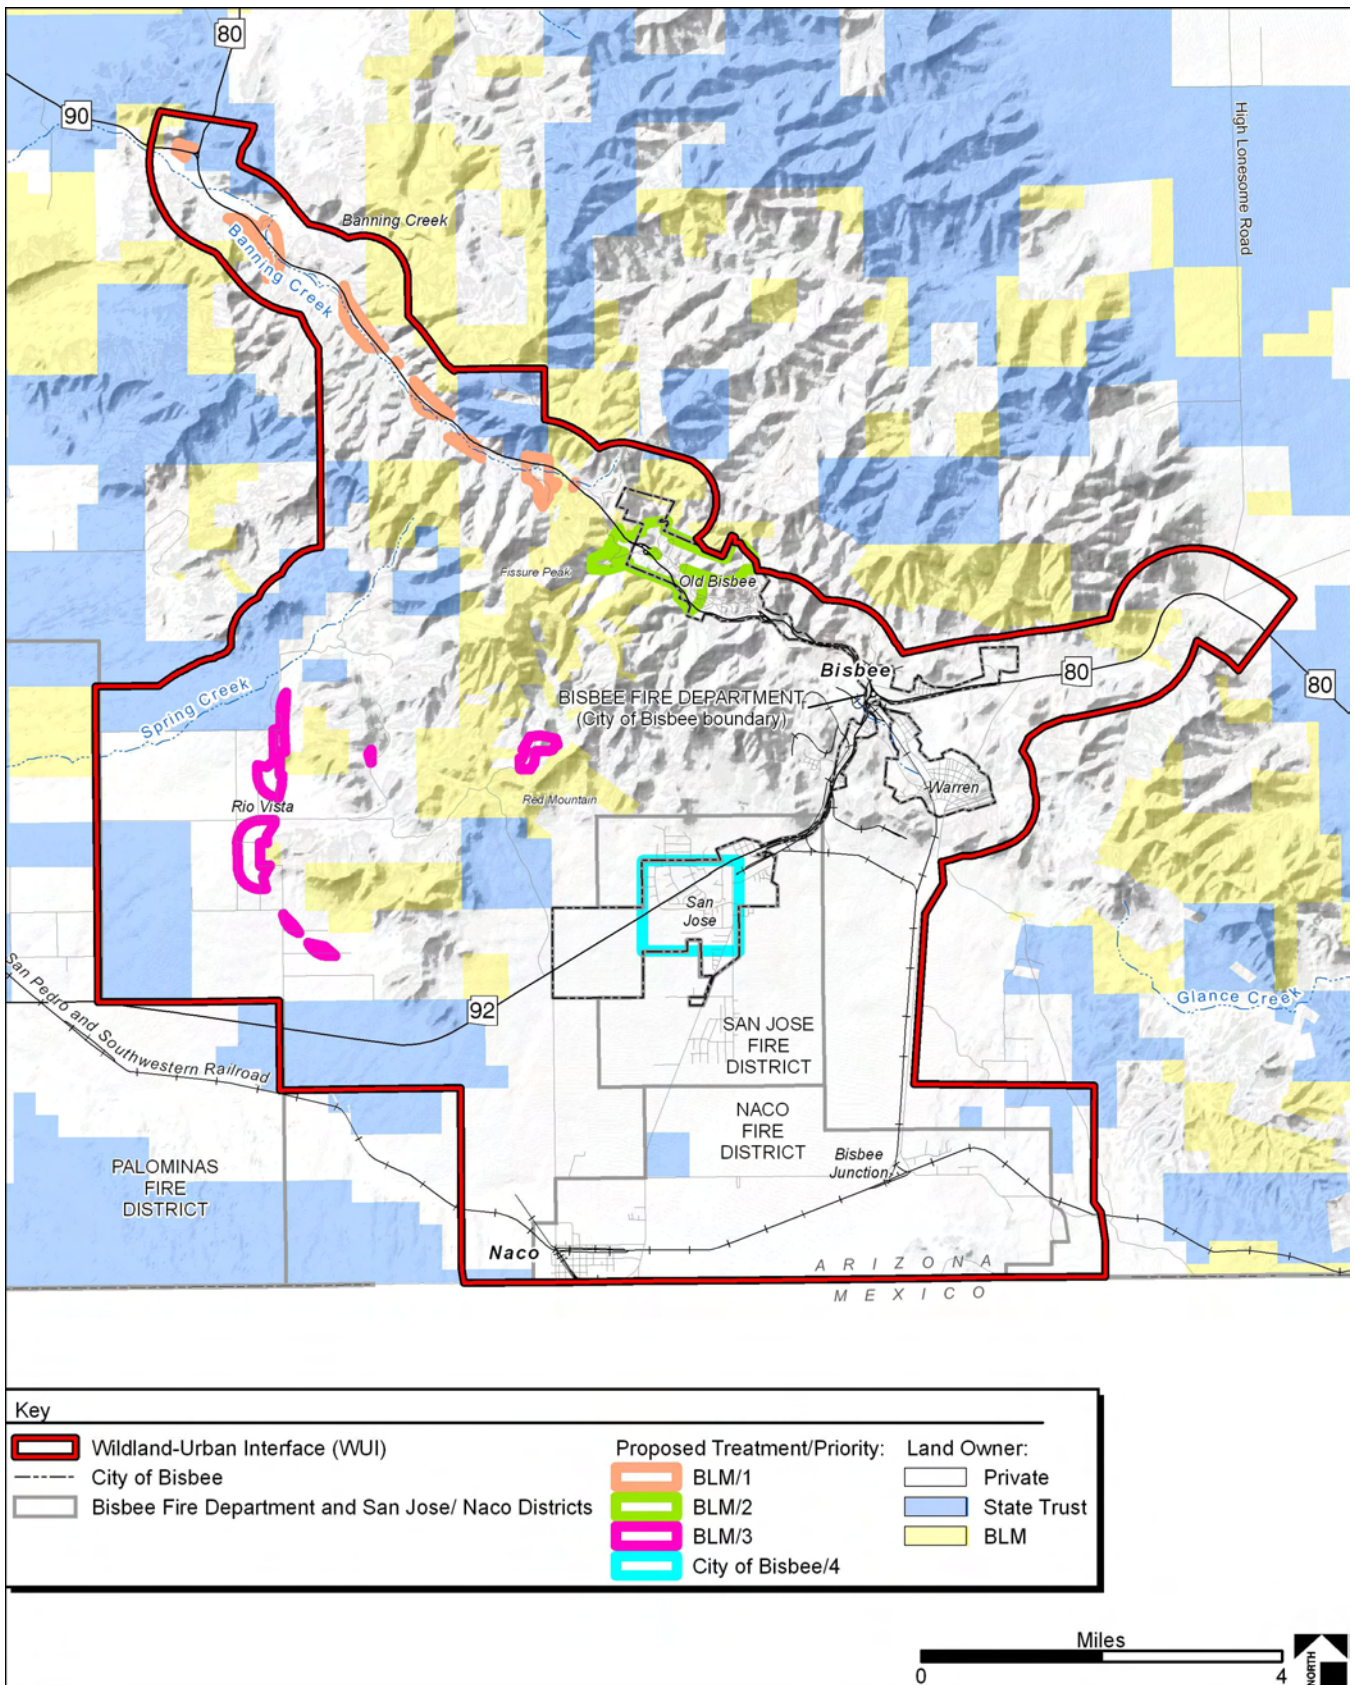 80
90
High Lonesome Road
Banning Creek
Banning Creek
Fissure Peak
Old Bisbee
Bisbee
80
80
BISBEE FIRE DEPARTMENT
(City of Bisbee boundary)
Spring Creek
Warren
Red Mountain
Rio Vista
San
Jose
San Pedro and Southwestern Railroad
92
Glance Creek
SAN JOSE
FIRE
DISTRICT
NACO
FIRE
DISTRICT
Bisbee
Junction
PALOMINAS
FIRE
DISTRICT
Naco
ARIZONA
MEXICO
Key
Wildland-Urban Interface (WUI)
City of Bisbee
Bisbee Fire Department and San Jose/ Naco Districts
Proposed Treatment/Priority:
BLM/1
BLM/2
BLM/3
City of Bisbee/4
Land Owner:
Private
State Trust
BLM
Miles
0 4
NORTH